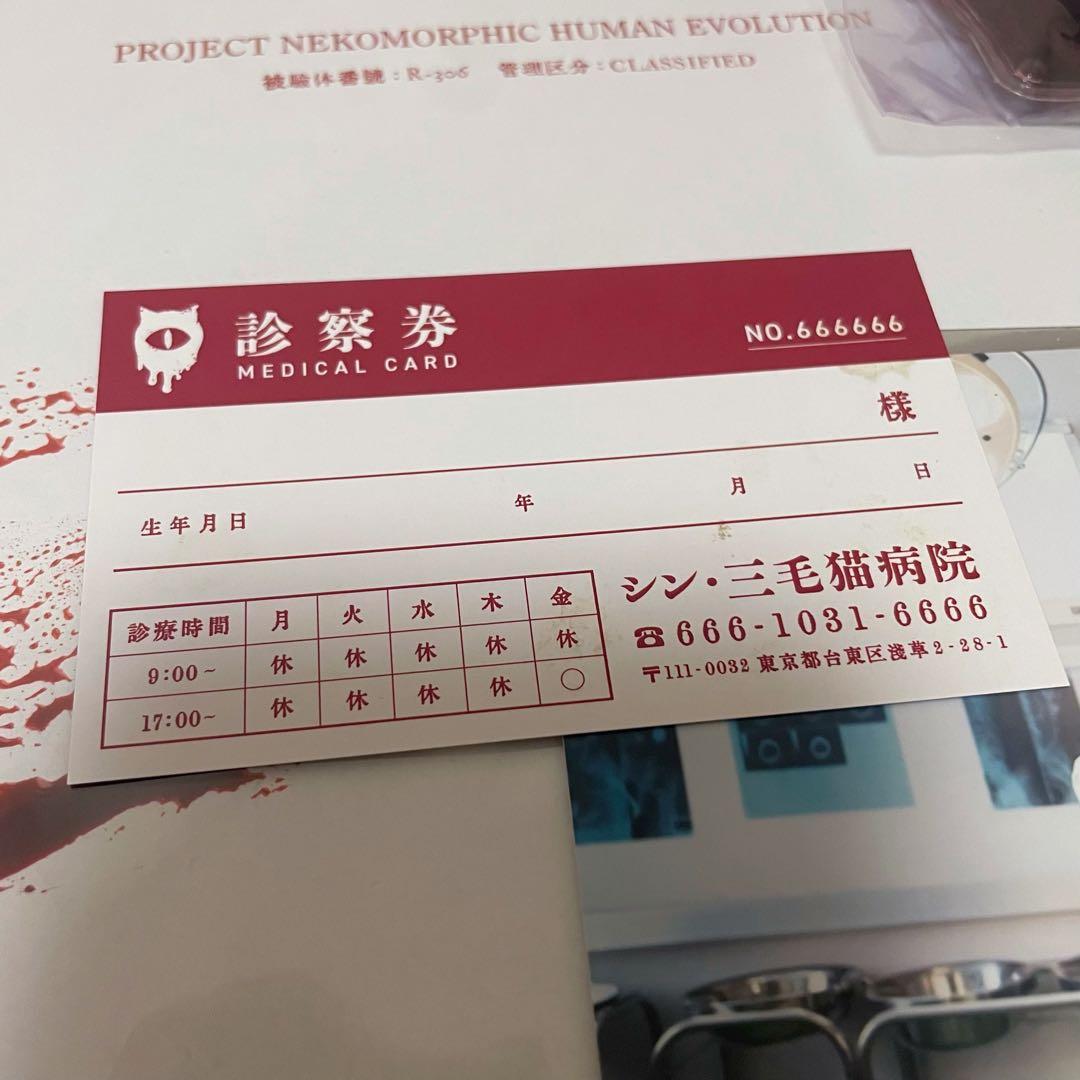 PROJECT NEKOMORPHIC HUMAN EVOLUTION
被験体番號：R-306 管理区分：CLASSIFIED
診察券
MEDICAL CARD
NO.666666
様
生年月日 年 月 日
診療時間 月 火 水 木 金
9:00～ 休 休 休 休 休
17:00～ 休 休 休 休 ○
シン・三毛猫病院
☎666-1031-6666
〒111-0032 東京都台東区浅草2-28-1